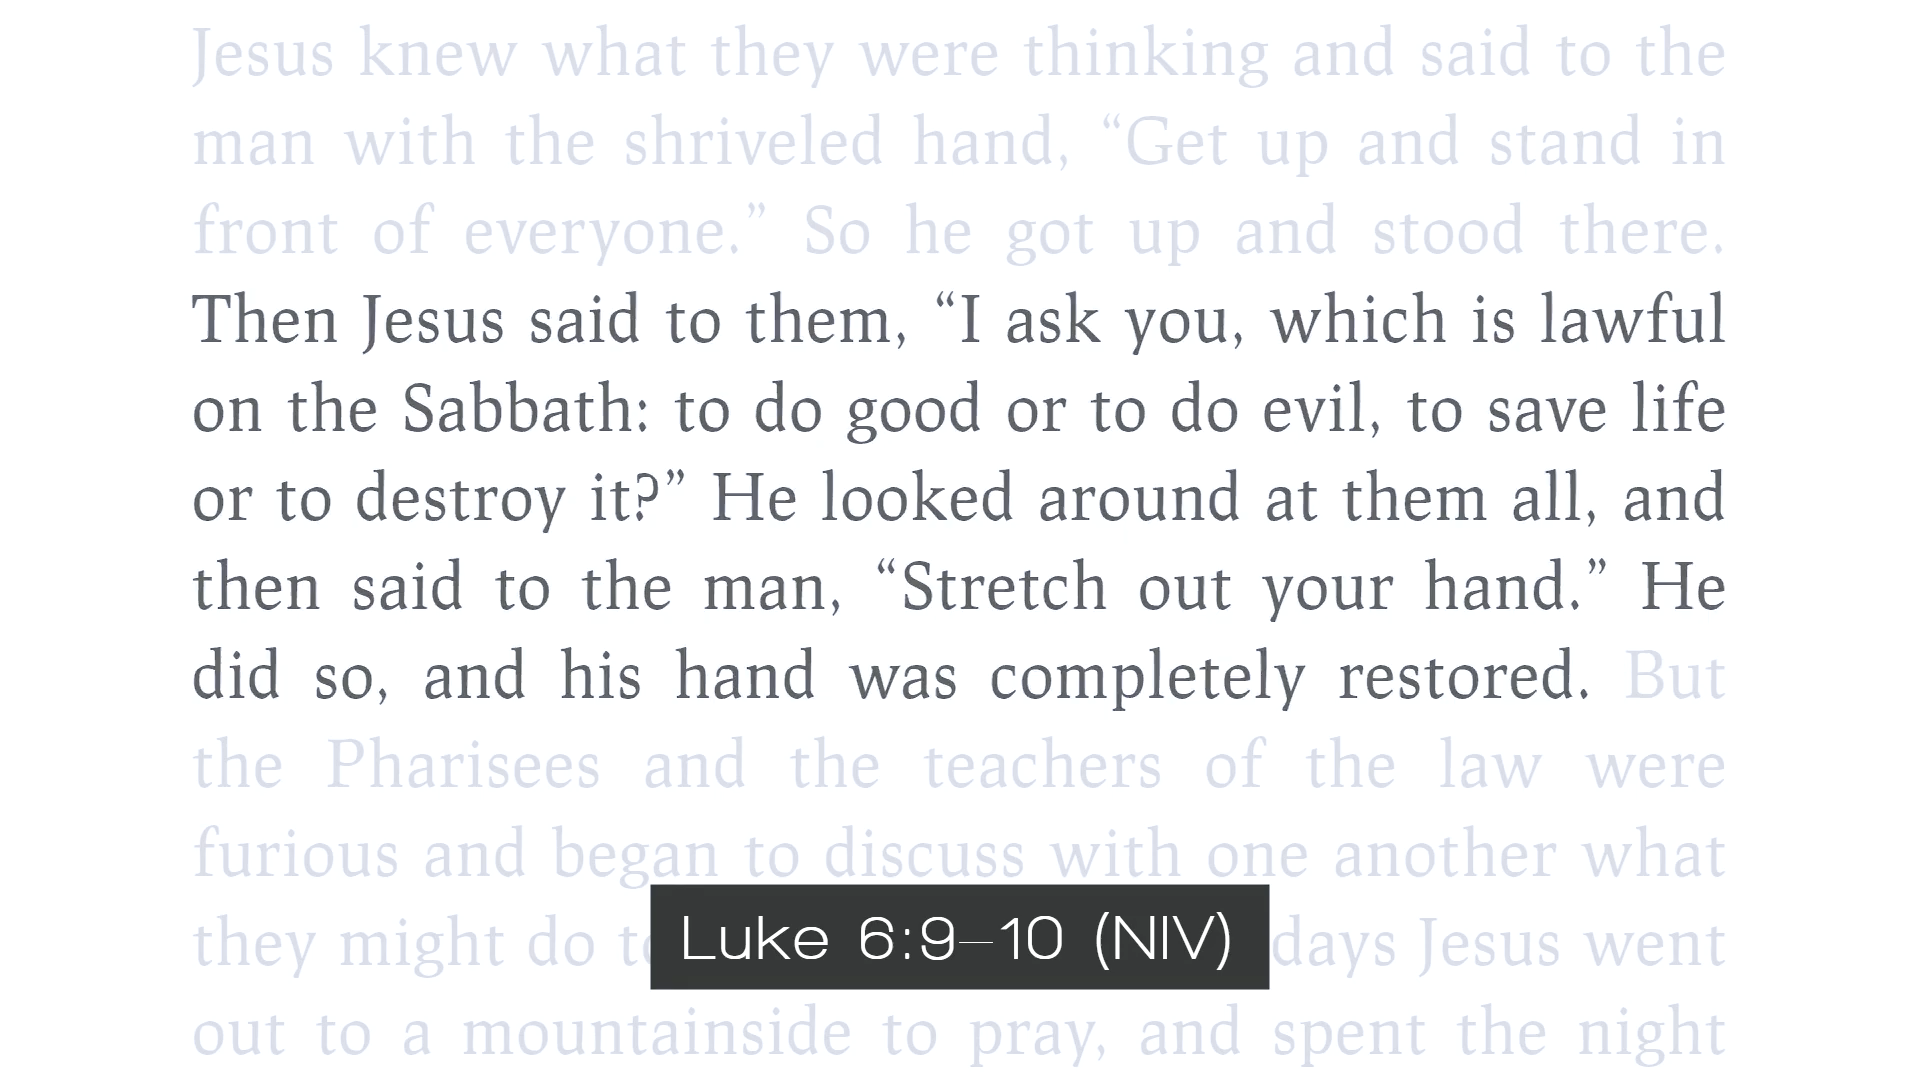 Jesus knew what they were thinking and said to the
man with the shriveled hand, “Get up and stand in
front of everyone.” So he got up and stood there.
Then Jesus said to them, “I ask you, which is lawful
on the Sabbath: to do good or to do evil, to save life
or to destroy it?” He looked around at them all, and
then said to the man, “Stretch out your hand.” He
did so, and his hand was completely restored. But
the Pharisees and the teachers of the law were
furious and began to discuss with one another what
they might do days Jesus went
Luke 6:9–10 (NIV)
out to a mountainside to pray, and spent the night